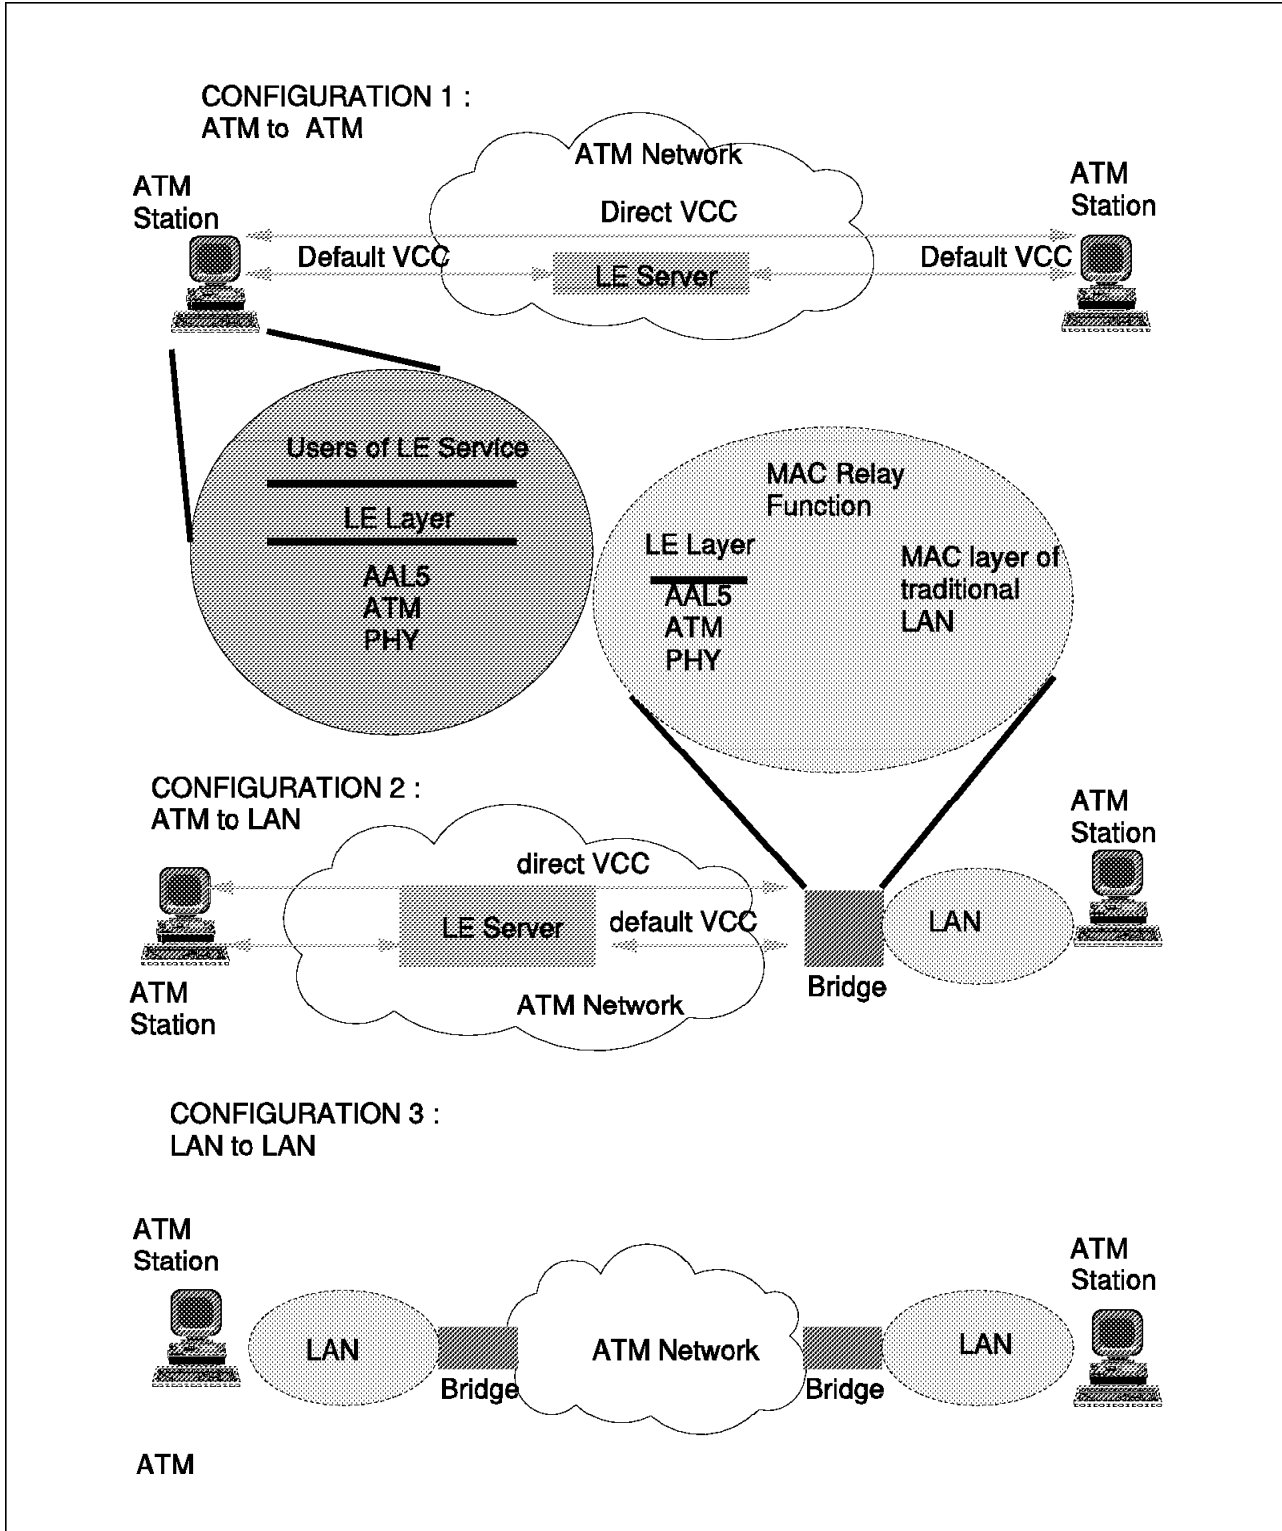 CONFIGURATION 1 :
ATM to  ATM
ATM Network
ATM
Station
ATM
Station
Direct VCC
Default VCC
Default VCC
LE Server
Users of LE Service
LE Layer
AAL5
ATM
PHY
MAC Relay
Function
LE Layer
MAC layer of
traditional
LAN
AAL5
ATM
PHY
CONFIGURATION 2 :
ATM to LAN
ATM
Station
direct VCC
LE Server
default VCC
LAN
Bridge
ATM
Station
ATM Network
CONFIGURATION 3 :
LAN to LAN
ATM
Station
ATM
Station
LAN
ATM Network
LAN
Bridge
Bridge
ATM